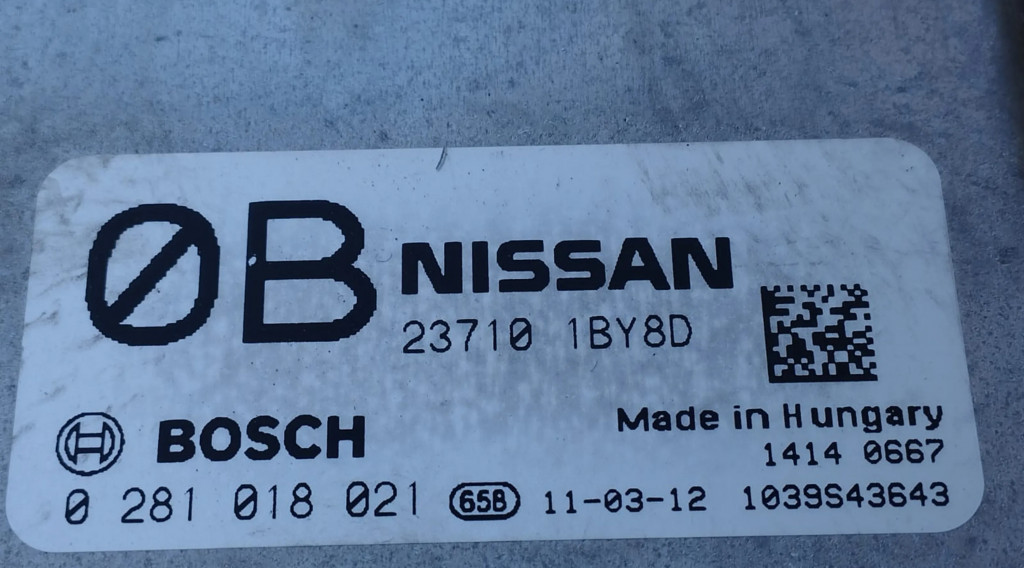 0B NISSAN
23710 1BY8D
BOSCH
Made in Hungary
1414 0667
0 281 018 021 65B 11-03-12 1039S43643